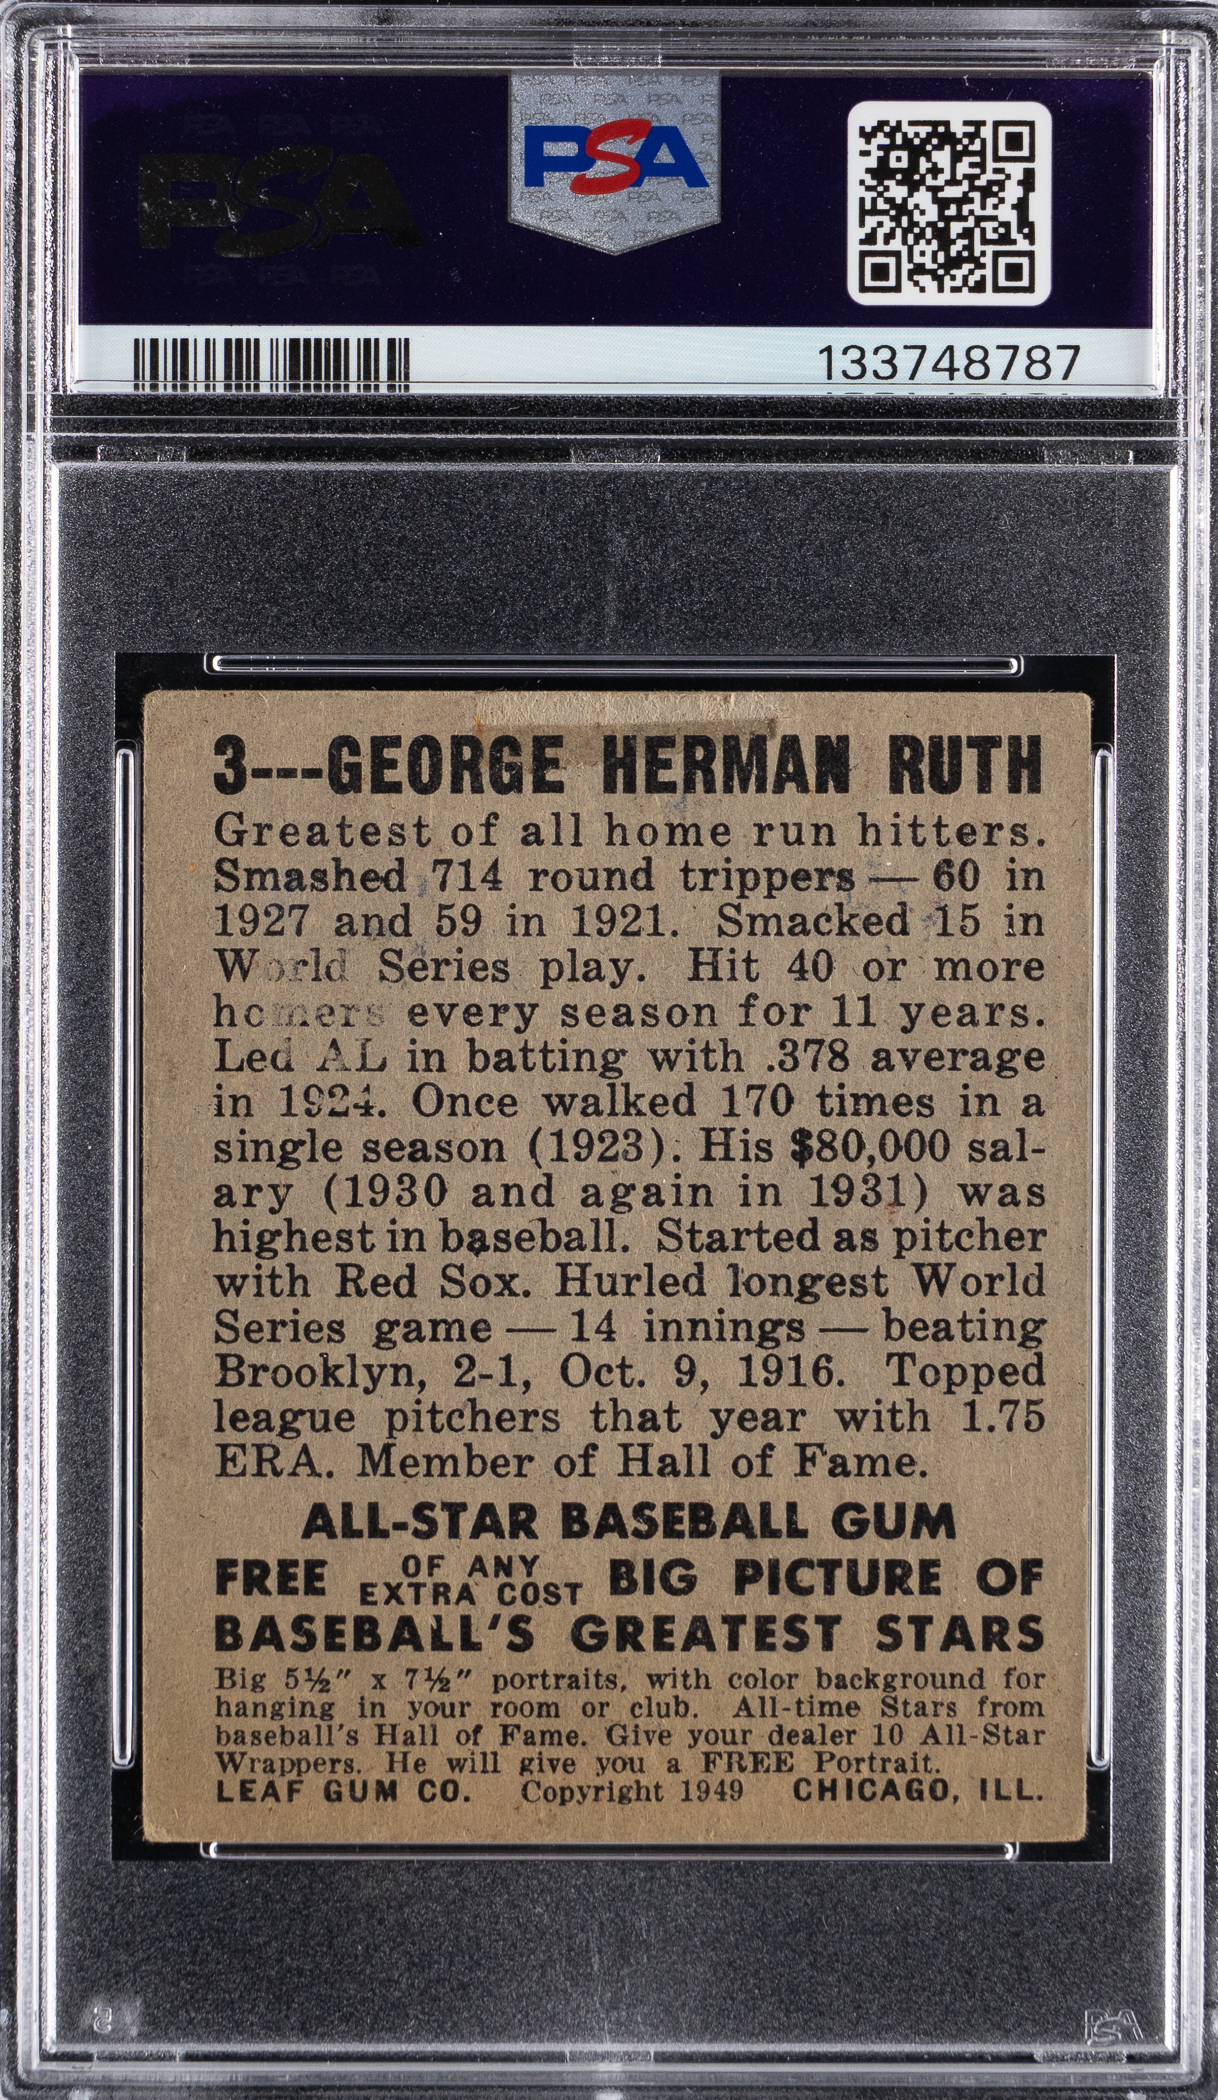 PSA
PSA
133748787
3---GEORGE HERMAN RUTH
Greatest of all home run hitters.
Smashed 714 round trippers — 60 in
1927 and 59 in 1921. Smacked 15 in
World Series play. Hit 40 or more
homers every season for 11 years.
Led AL in batting with .378 average
in 1924. Once walked 170 times in a
single season (1923). His $80,000 sal-
ary (1930 and again in 1931) was
highest in baseball. Started as pitcher
with Red Sox. Hurled longest World
Series game — 14 innings — beating
Brooklyn, 2-1, Oct. 9, 1916. Topped
league pitchers that year with 1.75
ERA. Member of Hall of Fame.
ALL-STAR BASEBALL GUM
FREE OF ANY EXTRA COST BIG PICTURE OF
BASEBALL'S GREATEST STARS
Big 5½" x 7½" portraits, with color background for
hanging in your room or club. All-time Stars from
baseball's Hall of Fame. Give your dealer 10 All-Star
Wrappers. He will give you a FREE Portrait.
LEAF GUM CO. Copyright 1949 CHICAGO, ILL.
PSA